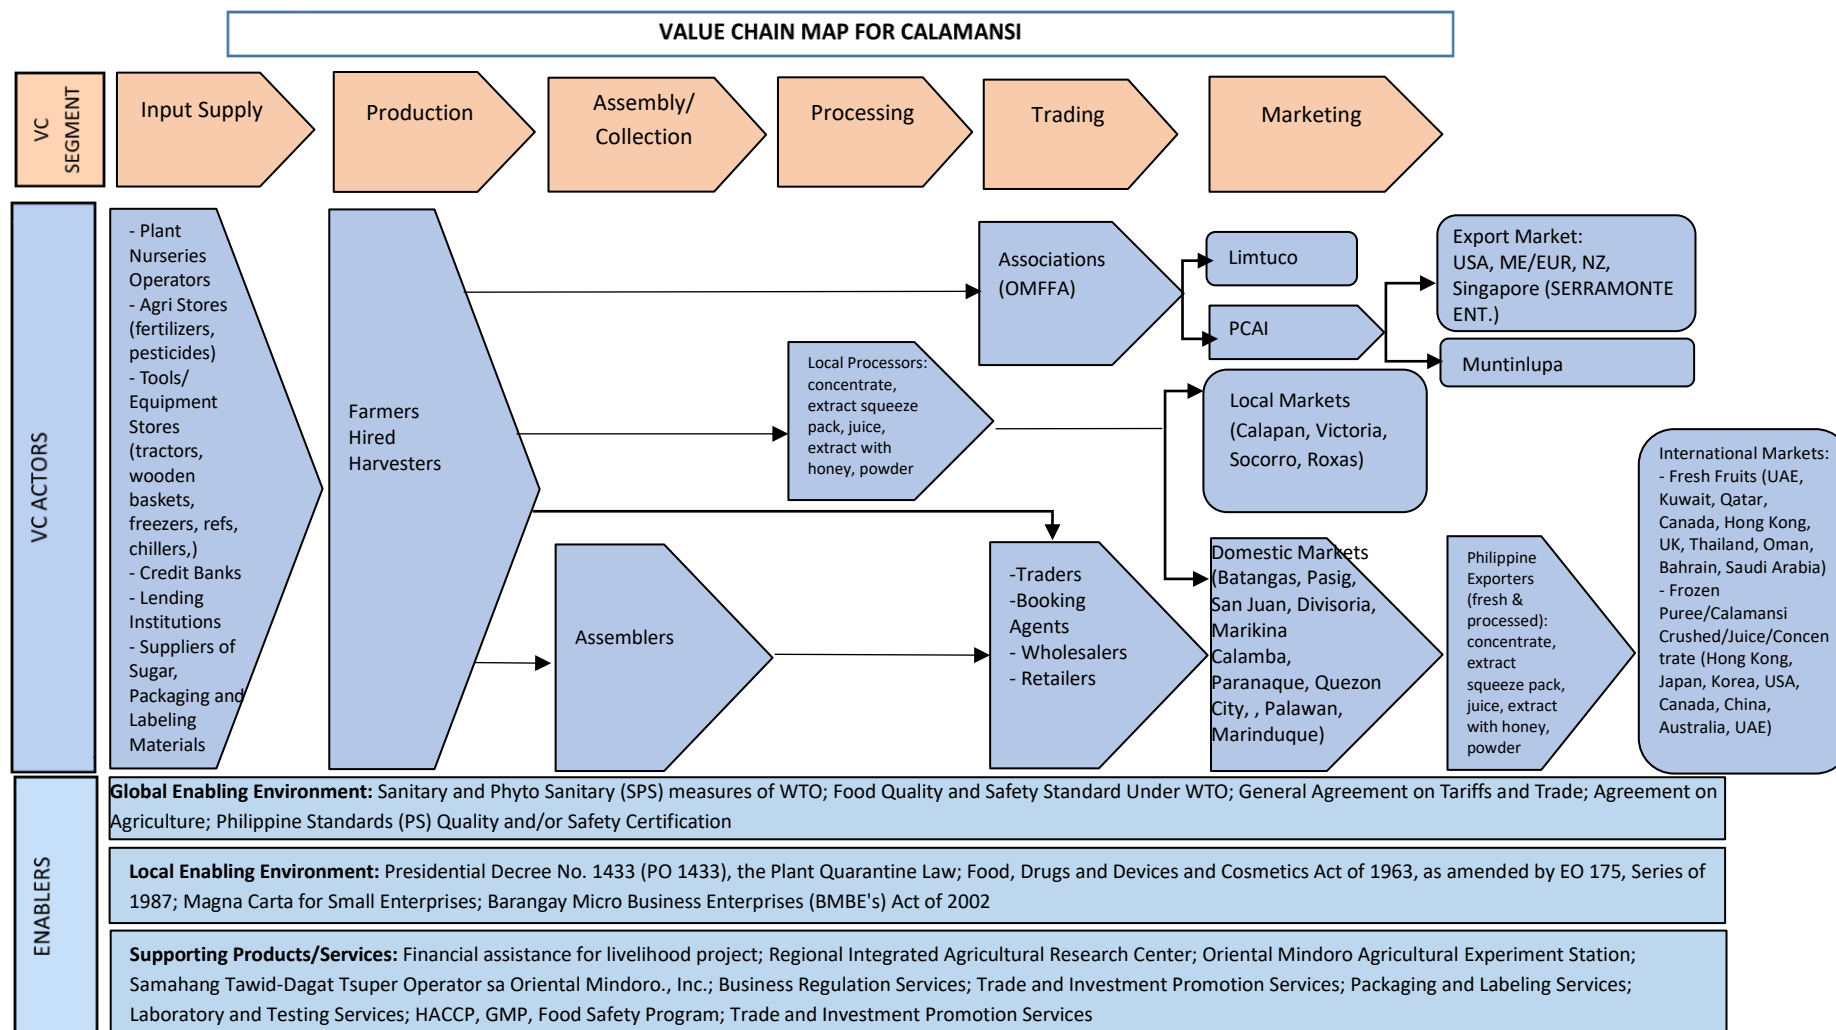 VALUE CHAIN MAP FOR CALAMANSI
VC
SEGMENT
Input Supply
Production
Assembly/
Collection
Processing
Trading
Marketing
VC ACTORS
- Plant
Nurseries
Operators
- Agri Stores
(fertilizers,
pesticides)
- Tools/
Equipment
Stores
(tractors,
wooden
baskets,
freezers, refs,
chillers,)
- Credit Banks
- Lending
Institutions
- Suppliers of
Sugar,
Packaging and
Labeling
Materials
Farmers
Hired
Harvesters
Assemblers
Local Processors:
concentrate,
extract squeeze
pack, juice,
extract with
honey, powder
Associations
(OMFFA)
-Traders
-Booking
Agents
- Wholesalers
- Retailers
Limtuco
PCAI
Local Markets
(Calapan, Victoria,
Socorro, Roxas)
Domestic Markets
(Batangas, Pasig,
San Juan, Divisoria,
Marikina
Calamba,
Paranaque, Quezon
City, , Palawan,
Marinduque)
Export Market:
USA, ME/EUR, NZ,
Singapore (SERRAMONTE
ENT.)
Muntinlupa
Philippine
Exporters
(fresh &
processed):
concentrate,
extract
squeeze pack,
juice, extract
with honey,
powder
International Markets:
- Fresh Fruits (UAE,
Kuwait, Qatar,
Canada, Hong Kong,
UK, Thailand, Oman,
Bahrain, Saudi Arabia)
- Frozen
Puree/Calamansi
Crushed/Juice/Concen
trate (Hong Kong,
Japan, Korea, USA,
Canada, China,
Australia, UAE)
ENABLERS
Global Enabling Environment: Sanitary and Phyto Sanitary (SPS) measures of WTO; Food Quality and Safety Standard Under WTO; General Agreement on Tariffs and Trade; Agreement on
Agriculture; Philippine Standards (PS) Quality and/or Safety Certification
Local Enabling Environment: Presidential Decree No. 1433 (PO 1433), the Plant Quarantine Law; Food, Drugs and Devices and Cosmetics Act of 1963, as amended by EO 175, Series of
1987; Magna Carta for Small Enterprises; Barangay Micro Business Enterprises (BMBE's) Act of 2002
Supporting Products/Services: Financial assistance for livelihood project; Regional Integrated Agricultural Research Center; Oriental Mindoro Agricultural Experiment Station;
Samahang Tawid-Dagat Tsuper Operator sa Oriental Mindoro., Inc.; Business Regulation Services; Trade and Investment Promotion Services; Packaging and Labeling Services;
Laboratory and Testing Services; HACCP, GMP, Food Safety Program; Trade and Investment Promotion Services